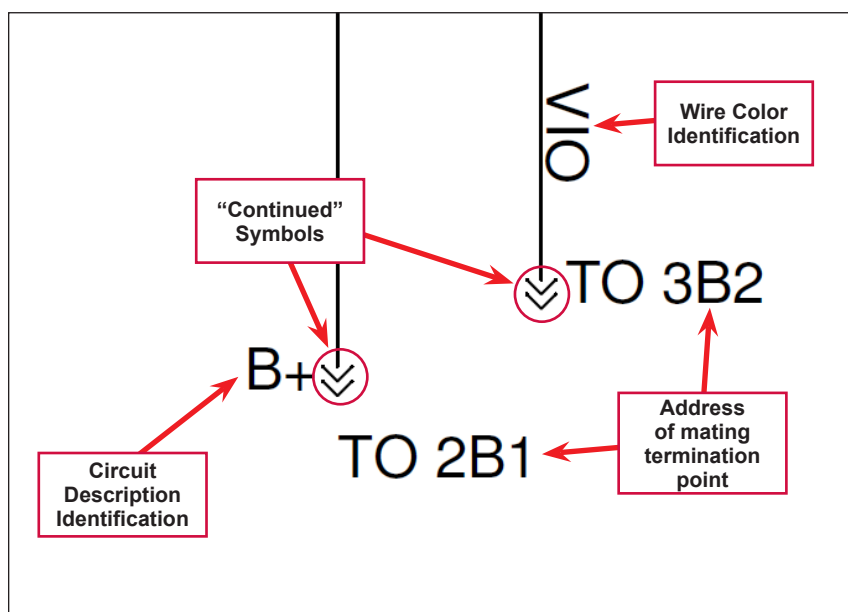 VIO
Wire Color
Identification
“Continued”
Symbols
TO 3B2
B+
TO 2B1
Address
of mating
termination
point
Circuit
Description
Identification